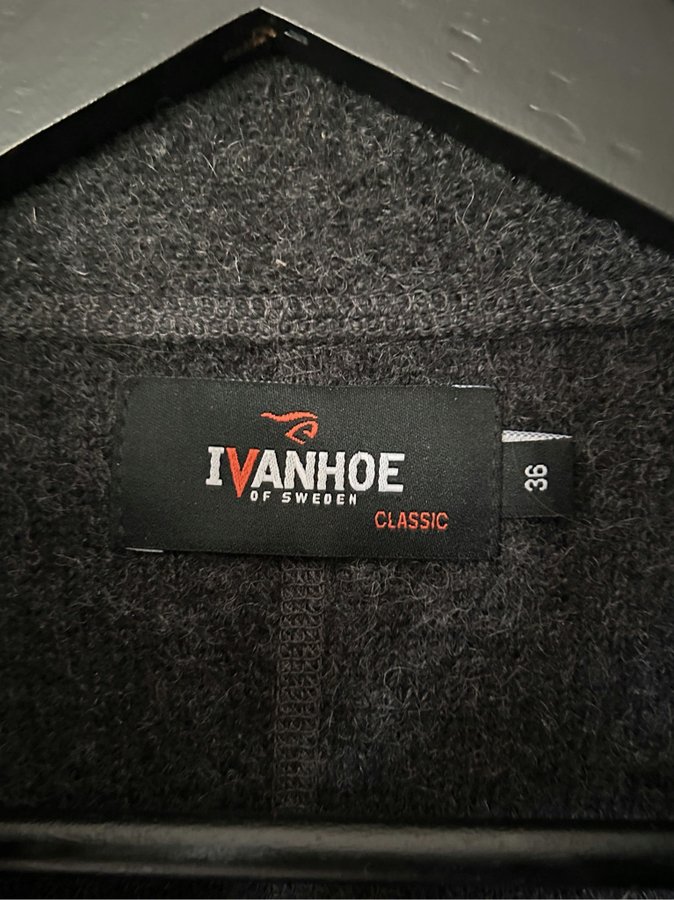 IVANHOE
OF SWEDEN
CLASSIC
36